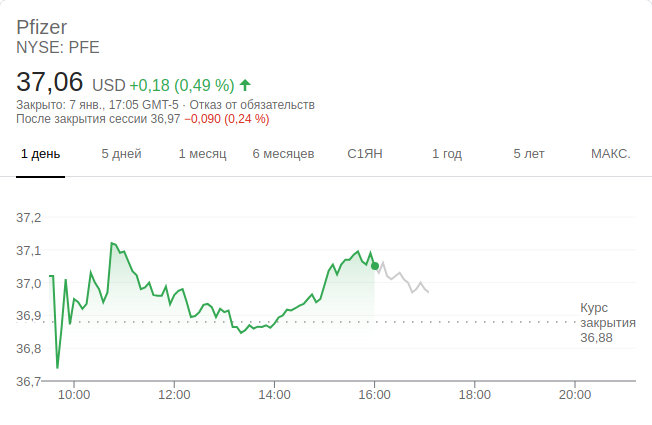 Pfizer
NYSE: PFE
37,06 USD +0,18 (0,49 %)
Закрыто: 7 янв., 17:05 GMT-5 · Отказ от обязательств
После закрытия сессии 36,97 −0,090 (0,24 %)
1 день 5 дней 1 месяц 6 месяцев С1ЯН 1 год 5 лет МАКС.
37,2
37,1
37,0
36,9
36,8
36,7
Курс
закрытия
36,88
10:00 12:00 14:00 16:00 18:00 20:00